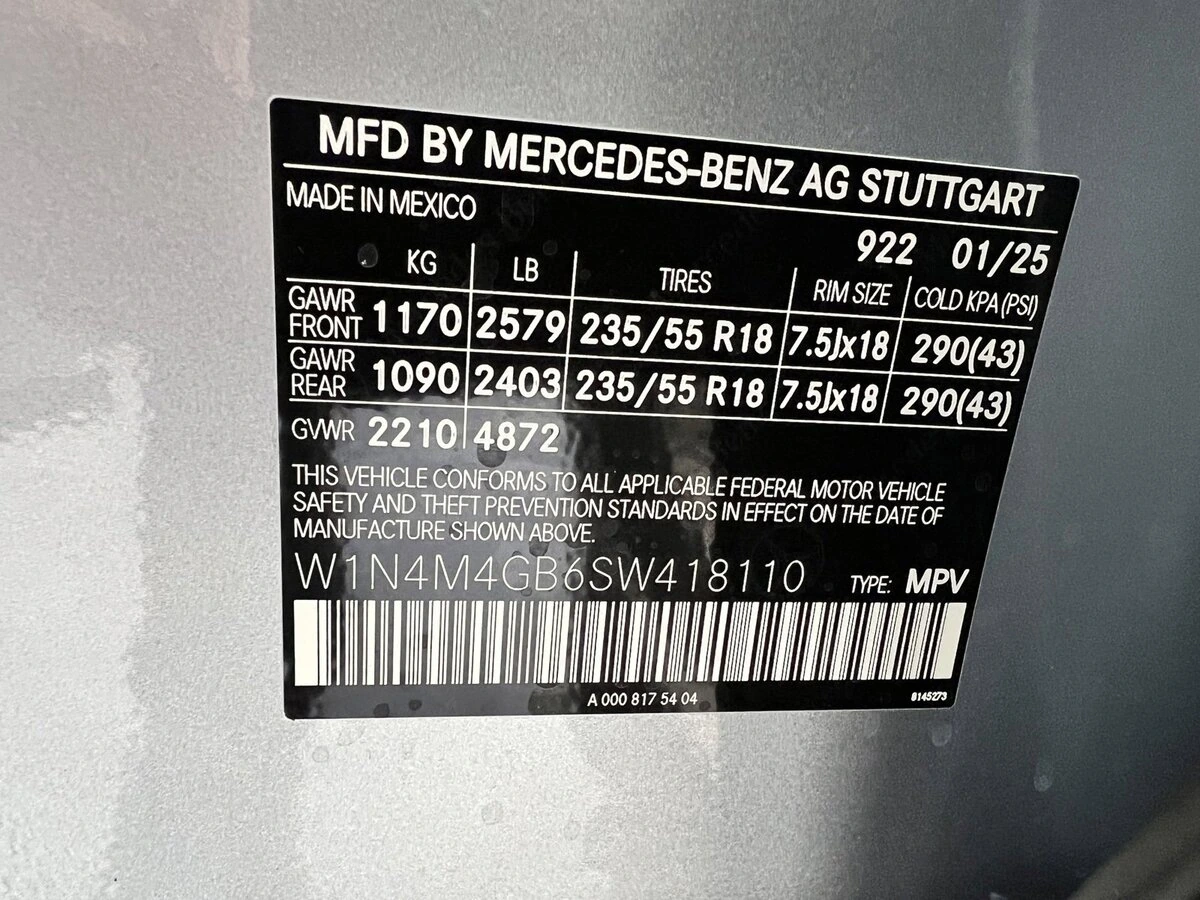 MFD BY MERCEDES-BENZ AG STUTTGART
MADE IN MEXICO
922 01/25
KG LB TIRES RIM SIZE COLD KPA (PSI)
GAWR FRONT 1170 2579 235/55 R18 7.5Jx18 290(43)
GAWR REAR 1090 2403 235/55 R18 7.5Jx18 290(43)
GVWR 2210 4872
THIS VEHICLE CONFORMS TO ALL APPLICABLE FEDERAL MOTOR VEHICLE
SAFETY AND THEFT PREVENTION STANDARDS IN EFFECT ON THE DATE OF
MANUFACTURE SHOWN ABOVE.
W1N4M4GB6SW418110 TYPE: MPV
A 000 817 54 04 8145273